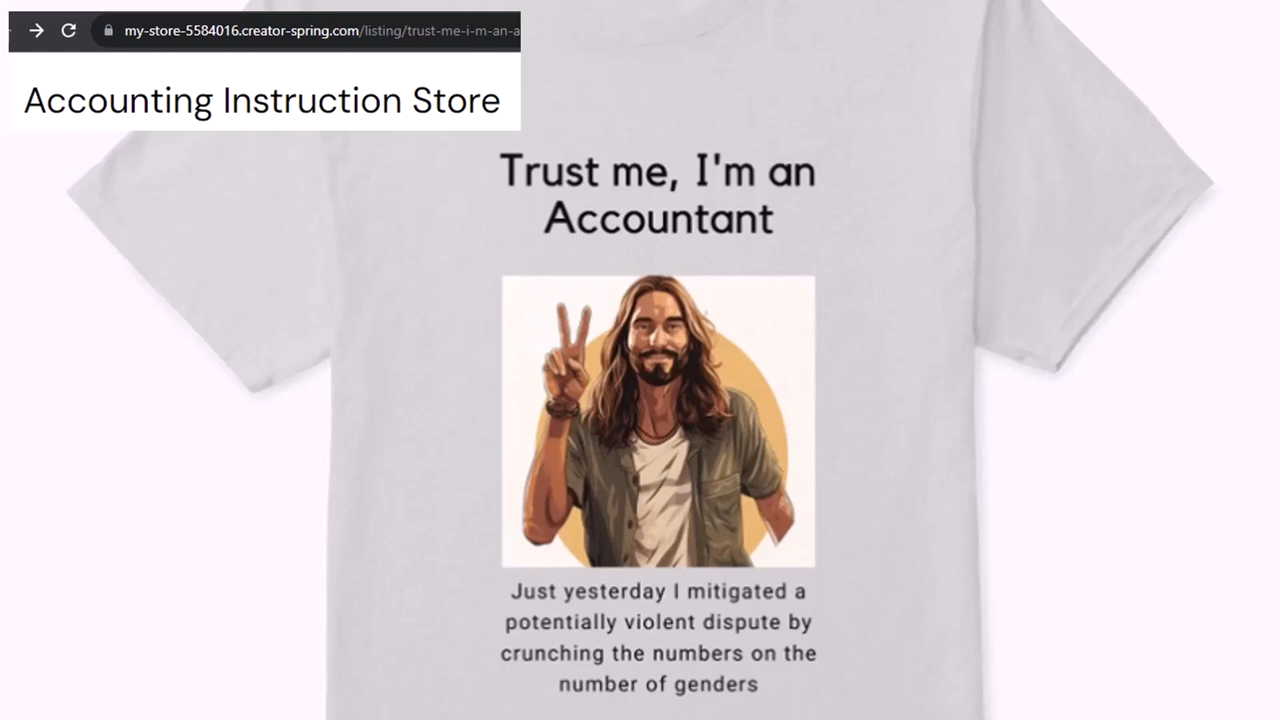 my-store-5584016.creator-spring.com/listing/trust-me-i-m-an-a
Accounting Instruction Store
Trust me, I'm an
Accountant
Just yesterday I mitigated a
potentially violent dispute by
crunching the numbers on the
number of genders